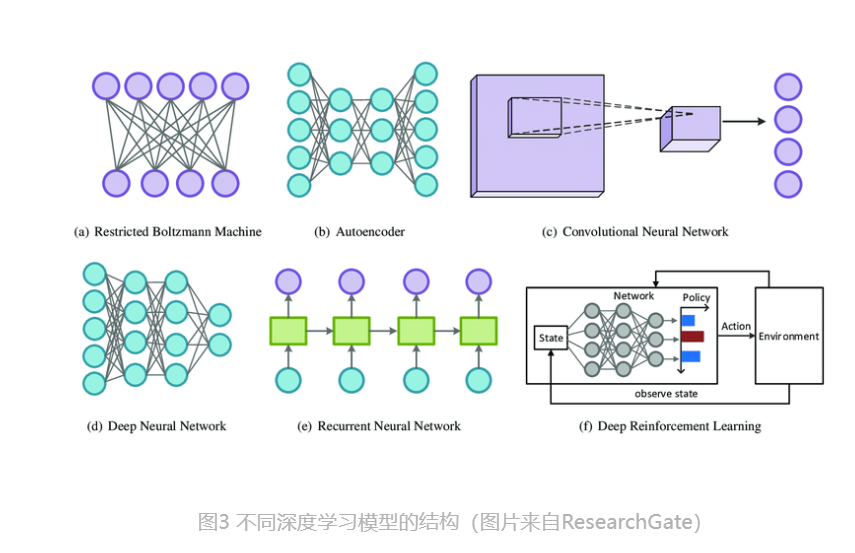 (a) Restricted Boltzmann Machine
(b) Autoencoder
(c) Convolutional Neural Network
Network
Policy
State
Action
Environment
observe state
(d) Deep Neural Network
(e) Recurrent Neural Network
(f) Deep Reinforcement Learning
图3 不同深度学习模型的结构（图片来自ResearchGate）